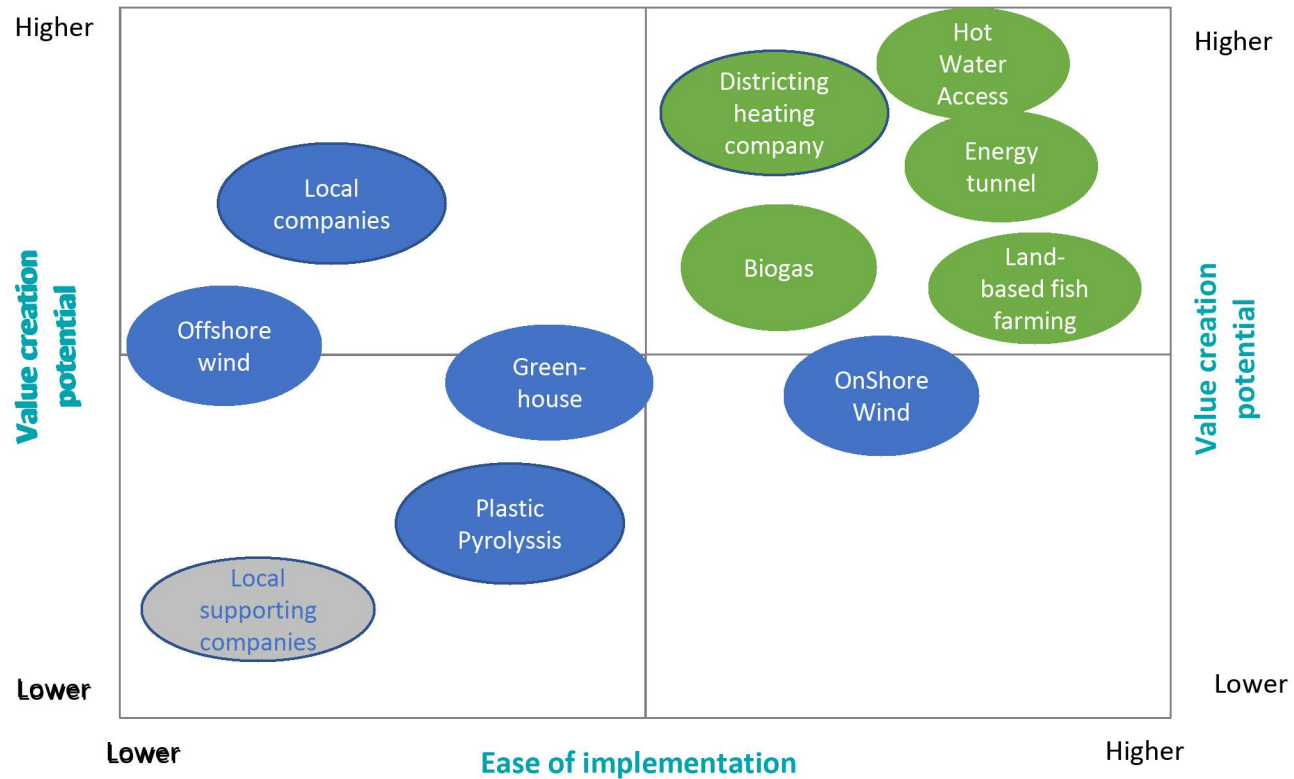 Higher
Higher
Hot
Water
Access
Districting
heating
company
Energy
tunnel
Local
companies
Biogas
Land-
based fish
farming
Value creation
potential
Value creation
potential
Offshore
wind
Green-
house
OnShore
Wind
Plastic
Pyrolyssis
Local
supporting
companies
Lower
Lower
Lower
Ease of implementation
Higher